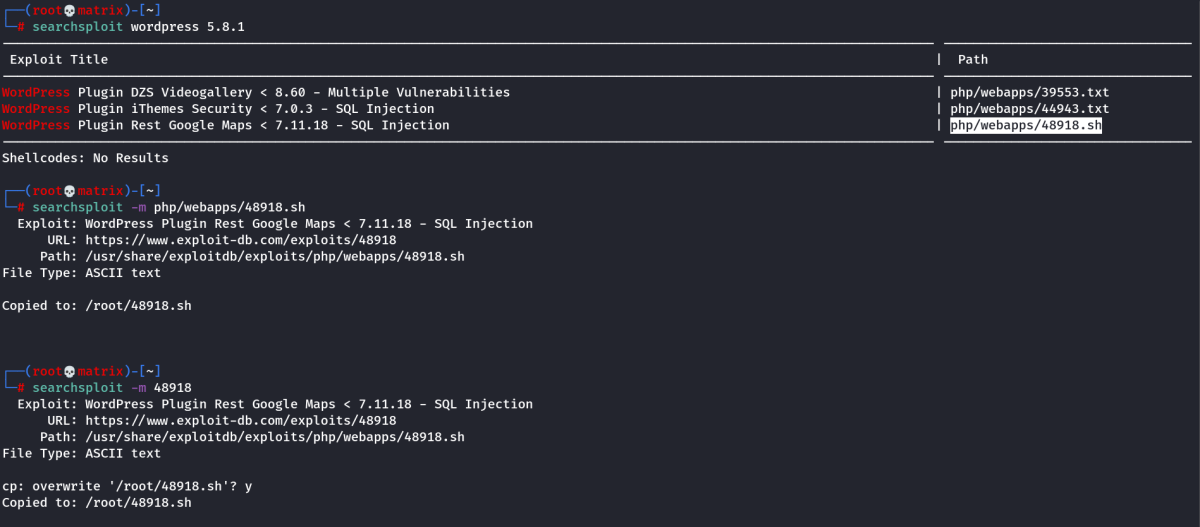 ┌──(root💀matrix)-[~]
└─# searchsploit wordpress 5.8.1
Exploit Title | Path
WordPress Plugin DZS Videogallery < 8.60 - Multiple Vulnerabilities | php/webapps/39553.txt
WordPress Plugin iThemes Security < 7.0.3 - SQL Injection | php/webapps/44943.txt
WordPress Plugin Rest Google Maps < 7.11.18 - SQL Injection | php/webapps/48918.sh
Shellcodes: No Results
┌──(root💀matrix)-[~]
└─# searchsploit -m php/webapps/48918.sh
Exploit: WordPress Plugin Rest Google Maps < 7.11.18 - SQL Injection
URL: https://www.exploit-db.com/exploits/48918
Path: /usr/share/exploitdb/exploits/php/webapps/48918.sh
File Type: ASCII text
Copied to: /root/48918.sh
┌──(root💀matrix)-[~]
└─# searchsploit -m 48918
Exploit: WordPress Plugin Rest Google Maps < 7.11.18 - SQL Injection
URL: https://www.exploit-db.com/exploits/48918
Path: /usr/share/exploitdb/exploits/php/webapps/48918.sh
File Type: ASCII text
cp: overwrite '/root/48918.sh'? y
Copied to: /root/48918.sh